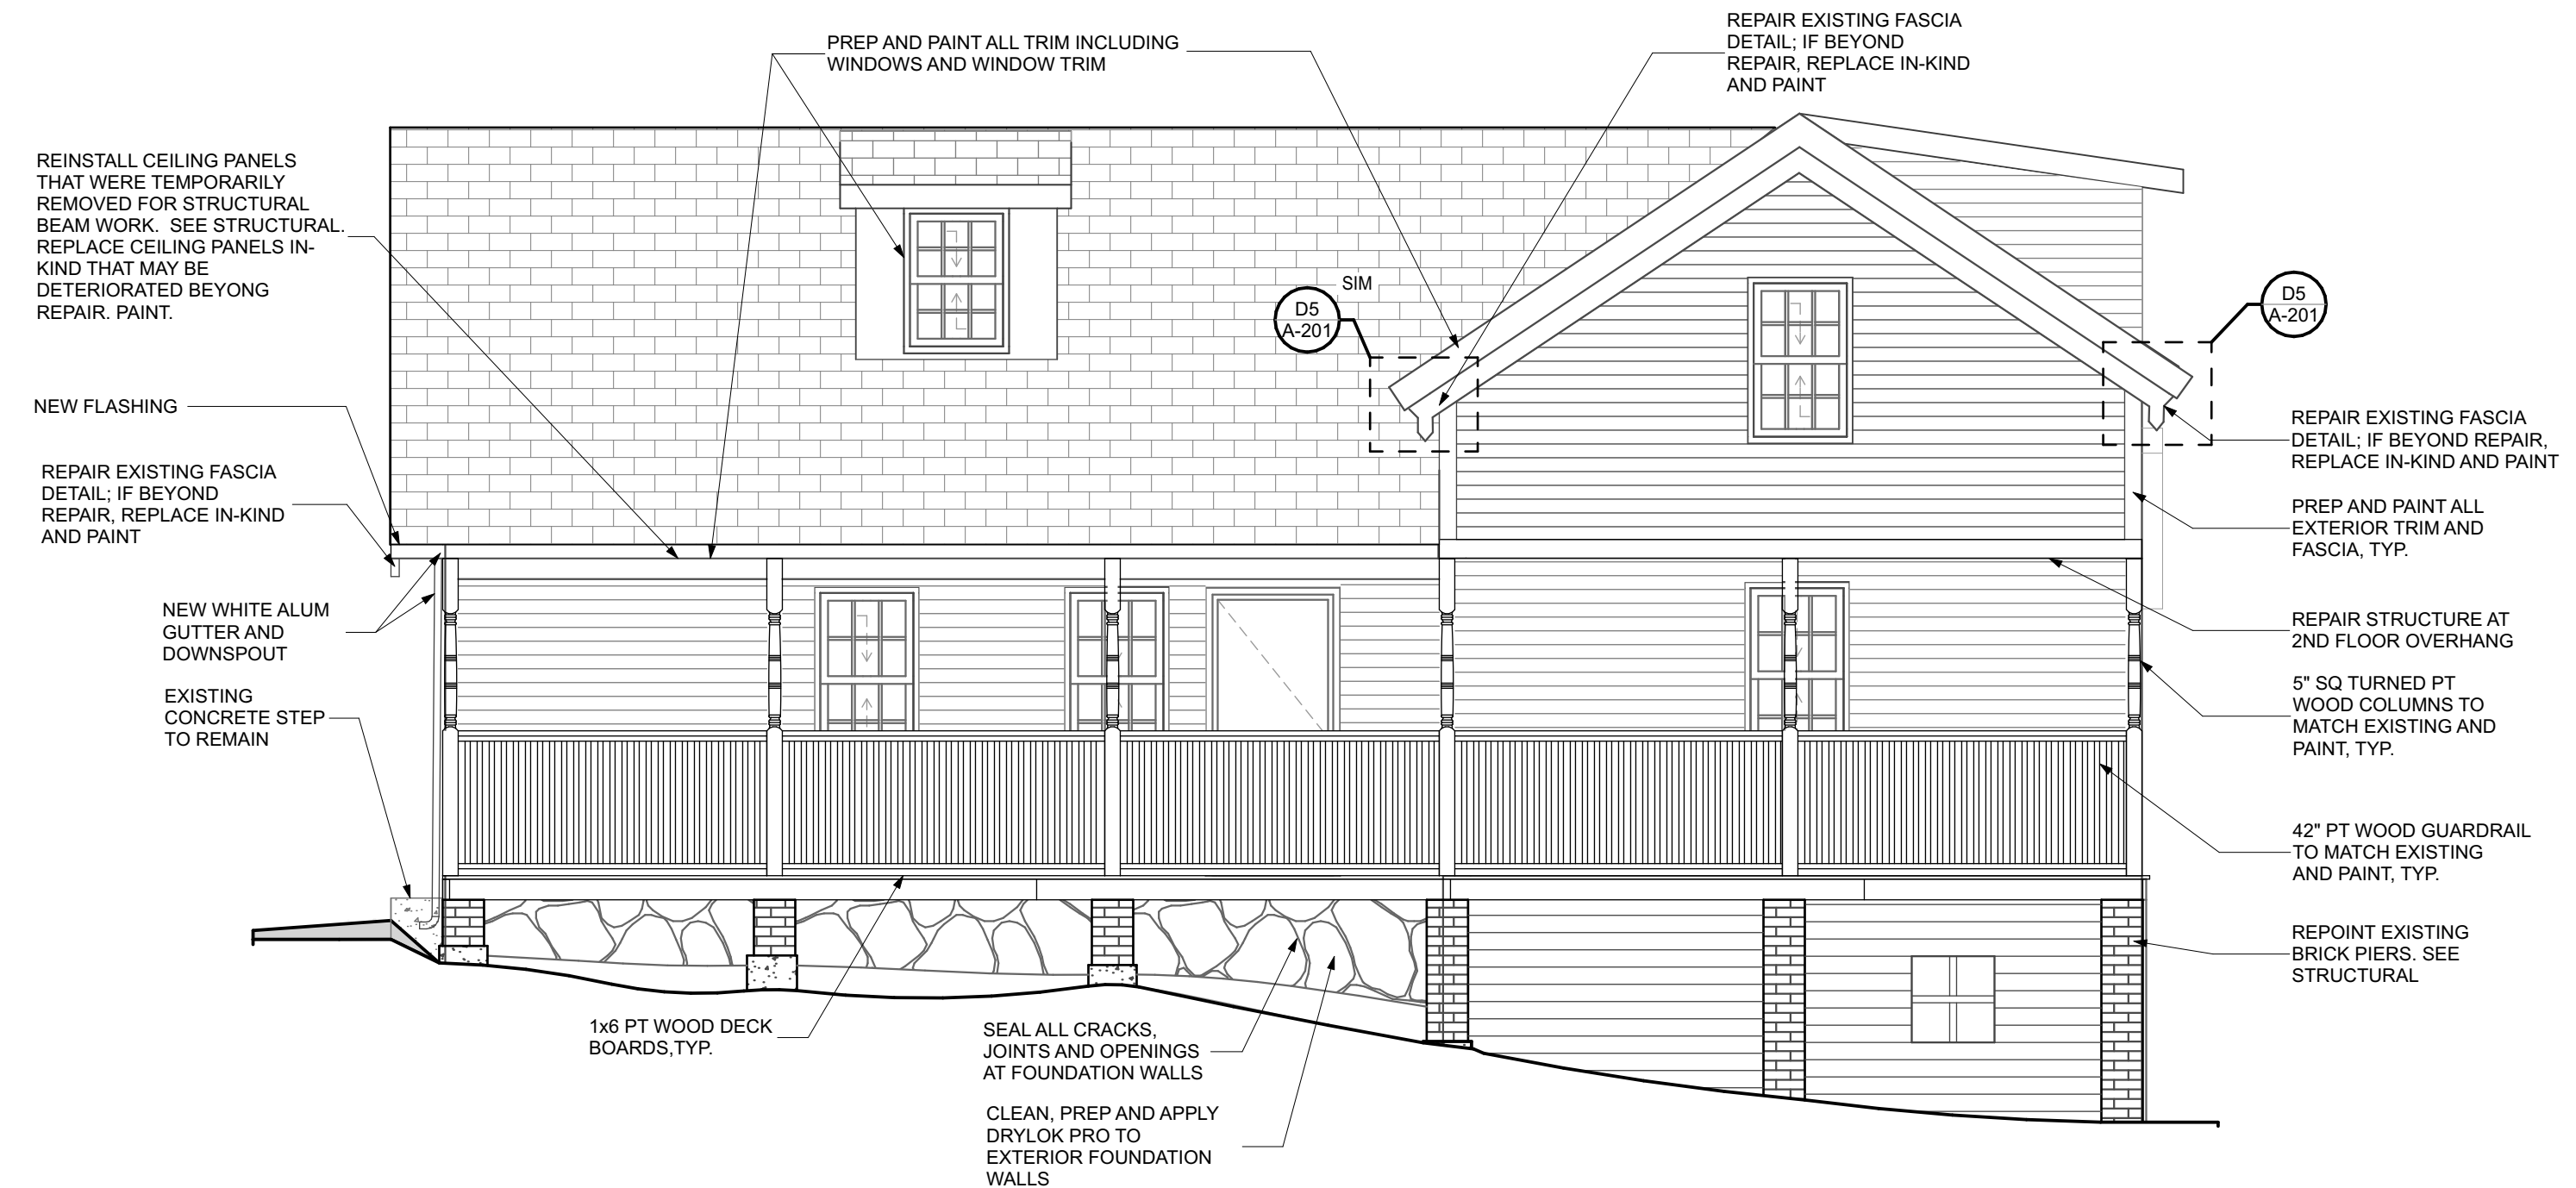 PREP AND PAINT ALL TRIM INCLUDING
WINDOWS AND WINDOW TRIM
REPAIR EXISTING FASCIA
DETAIL; IF BEYOND
REPAIR, REPLACE IN-KIND
AND PAINT
REINSTALL CEILING PANELS
THAT WERE TEMPORARILY
REMOVED FOR STRUCTURAL
BEAM WORK.  SEE STRUCTURAL.
REPLACE CEILING PANELS IN-
KIND THAT MAY BE
DETERIORATED BEYONG
REPAIR. PAINT.
SIM
D5
A-201
D5
A-201
NEW FLASHING
REPAIR EXISTING FASCIA
DETAIL; IF BEYOND
REPAIR, REPLACE IN-KIND
AND PAINT
NEW WHITE ALUM
GUTTER AND
DOWNSPOUT
EXISTING
CONCRETE STEP
TO REMAIN
REPAIR EXISTING FASCIA
DETAIL; IF BEYOND REPAIR,
REPLACE IN-KIND AND PAINT
PREP AND PAINT ALL
EXTERIOR TRIM AND
FASCIA, TYP.
REPAIR STRUCTURE AT
2ND FLOOR OVERHANG
5" SQ TURNED PT
WOOD COLUMNS TO
MATCH EXISTING AND
PAINT, TYP.
42" PT WOOD GUARDRAIL
TO MATCH EXISTING
AND PAINT, TYP.
REPOINT EXISTING
BRICK PIERS. SEE
STRUCTURAL
1x6 PT WOOD DECK
BOARDS,TYP.
SEAL ALL CRACKS,
JOINTS AND OPENINGS
AT FOUNDATION WALLS
CLEAN, PREP AND APPLY
DRYLOK PRO TO
EXTERIOR FOUNDATION
WALLS